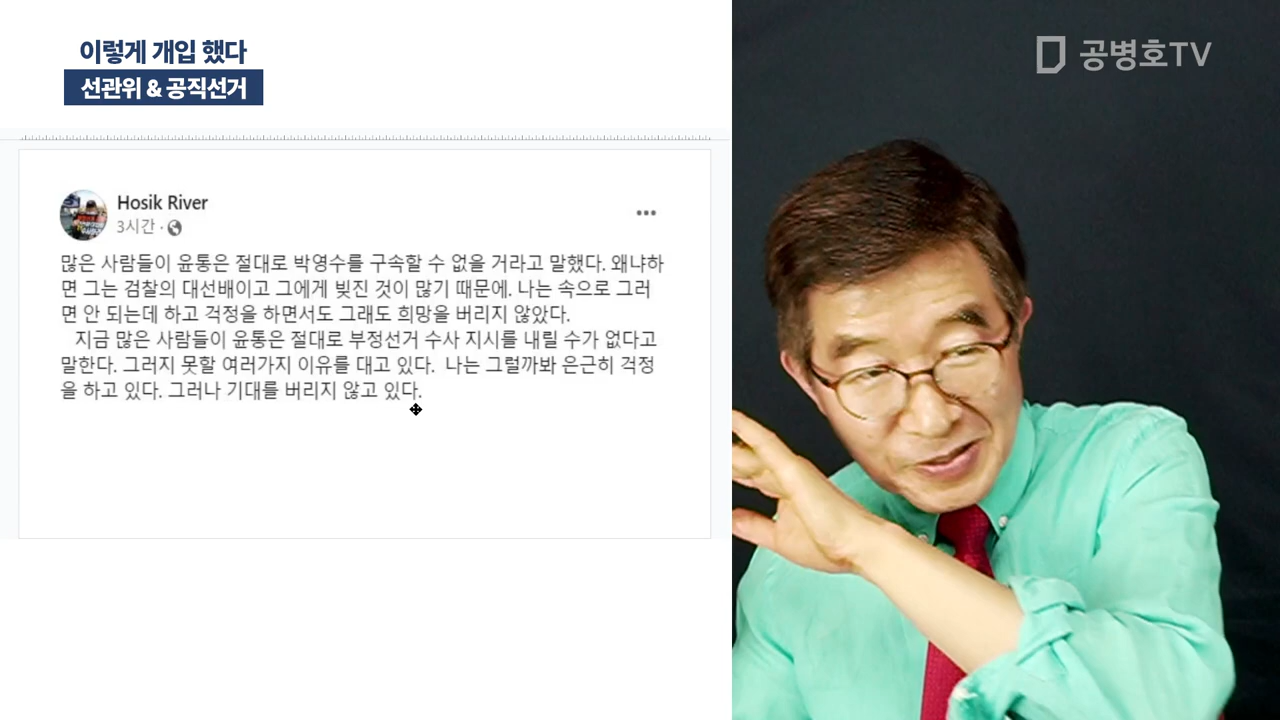 이렇게 개입 했다
선관위 & 공직선거
공병호TV
Hosik River
3시간 ·
많은 사람들이 윤통은 절대로 박영수를 구속할 수 없을 거라고 말했다. 왜냐하
면 그는 검찰의 대선배이고 그에게 빚진 것이 많기 때문에. 나는 속으로 그러
면 안 되는데 하고 걱정을 하면서도 그래도 희망을 버리지 않았다.
지금 많은 사람들이 윤통은 절대로 부정선거 수사 지시를 내릴 수가 없다고
말한다. 그러지 못할 여러가지 이유를 대고 있다. 나는 그럴까봐 은근히 걱정
을 하고 있다. 그러나 기대를 버리지 않고 있다.